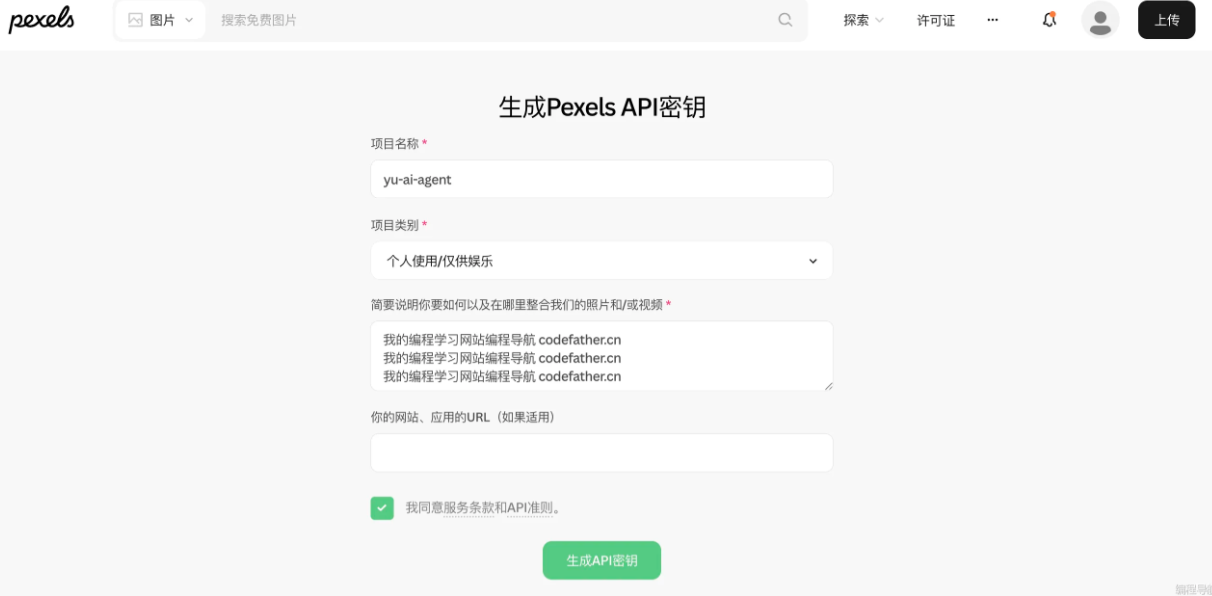 pexels
图片
搜索免费图片
探索
许可证
···
上传
生成Pexels API密钥
项目名称 *
yu-ai-agent
项目类别 *
个人使用/仅供娱乐
简要说明你要如何以及在哪里整合我们的照片和/或视频 *
我的编程学习网站编程导航 codefather.cn
我的编程学习网站编程导航 codefather.cn
我的编程学习网站编程导航 codefather.cn
你的网站、应用的URL（如果适用）
我同意服务条款和API准则。
生成API密钥